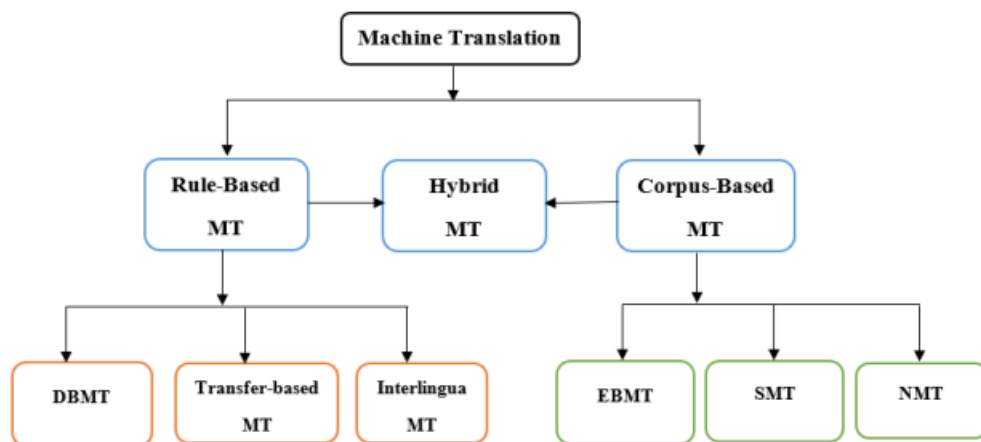 Machine Translation
Rule-Based
MT
Hybrid
MT
Corpus-Based
MT
DBMT
Transfer-based
MT
Interlingua
MT
EBMT
SMT
NMT